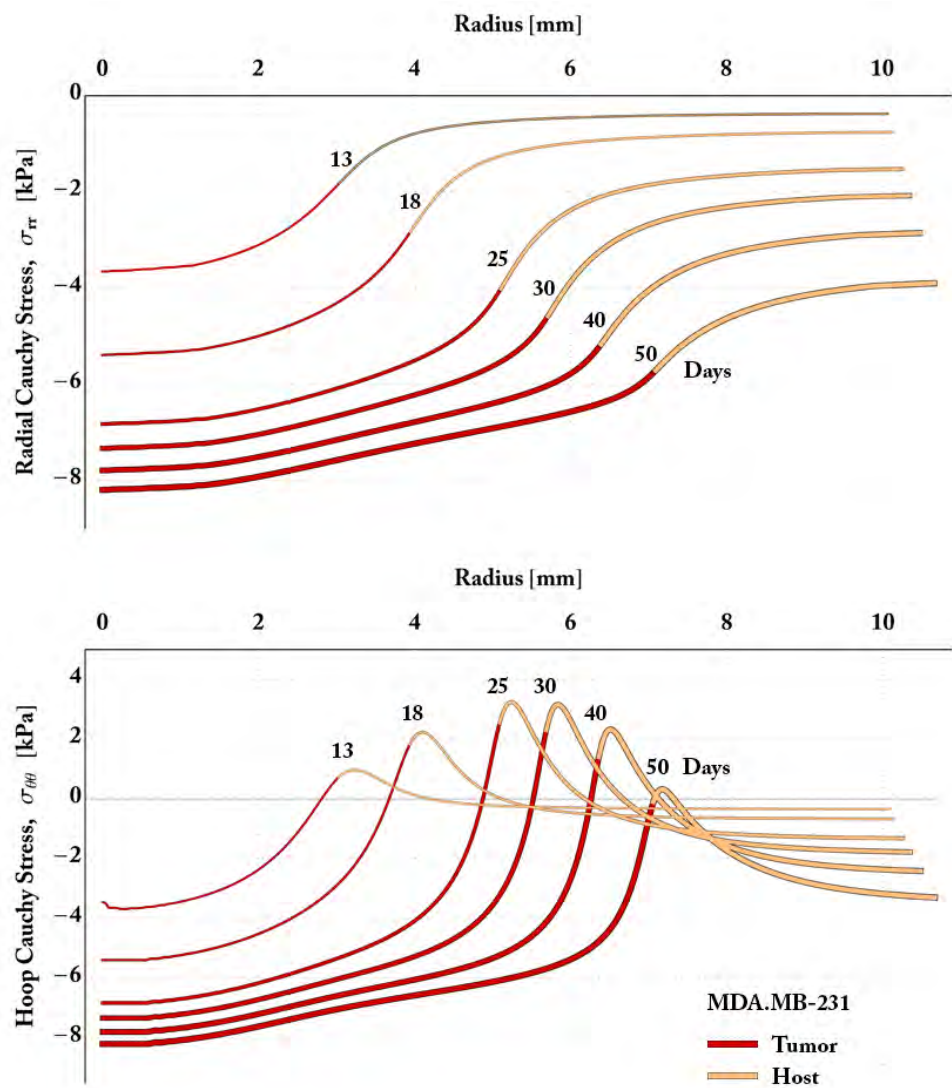 Radius [mm]
0 2 4 6 8 10
0
−2
−4
−6
−8
Radial Cauchy Stress, σrr [kPa]
13
18
25
30
40
50 Days
Radius [mm]
0 2 4 6 8 10
4
2
0
−2
−4
−6
−8
Hoop Cauchy Stress, σθθ [kPa]
13
18
25
30
40
50 Days
MDA.MB-231
Tumor
Host